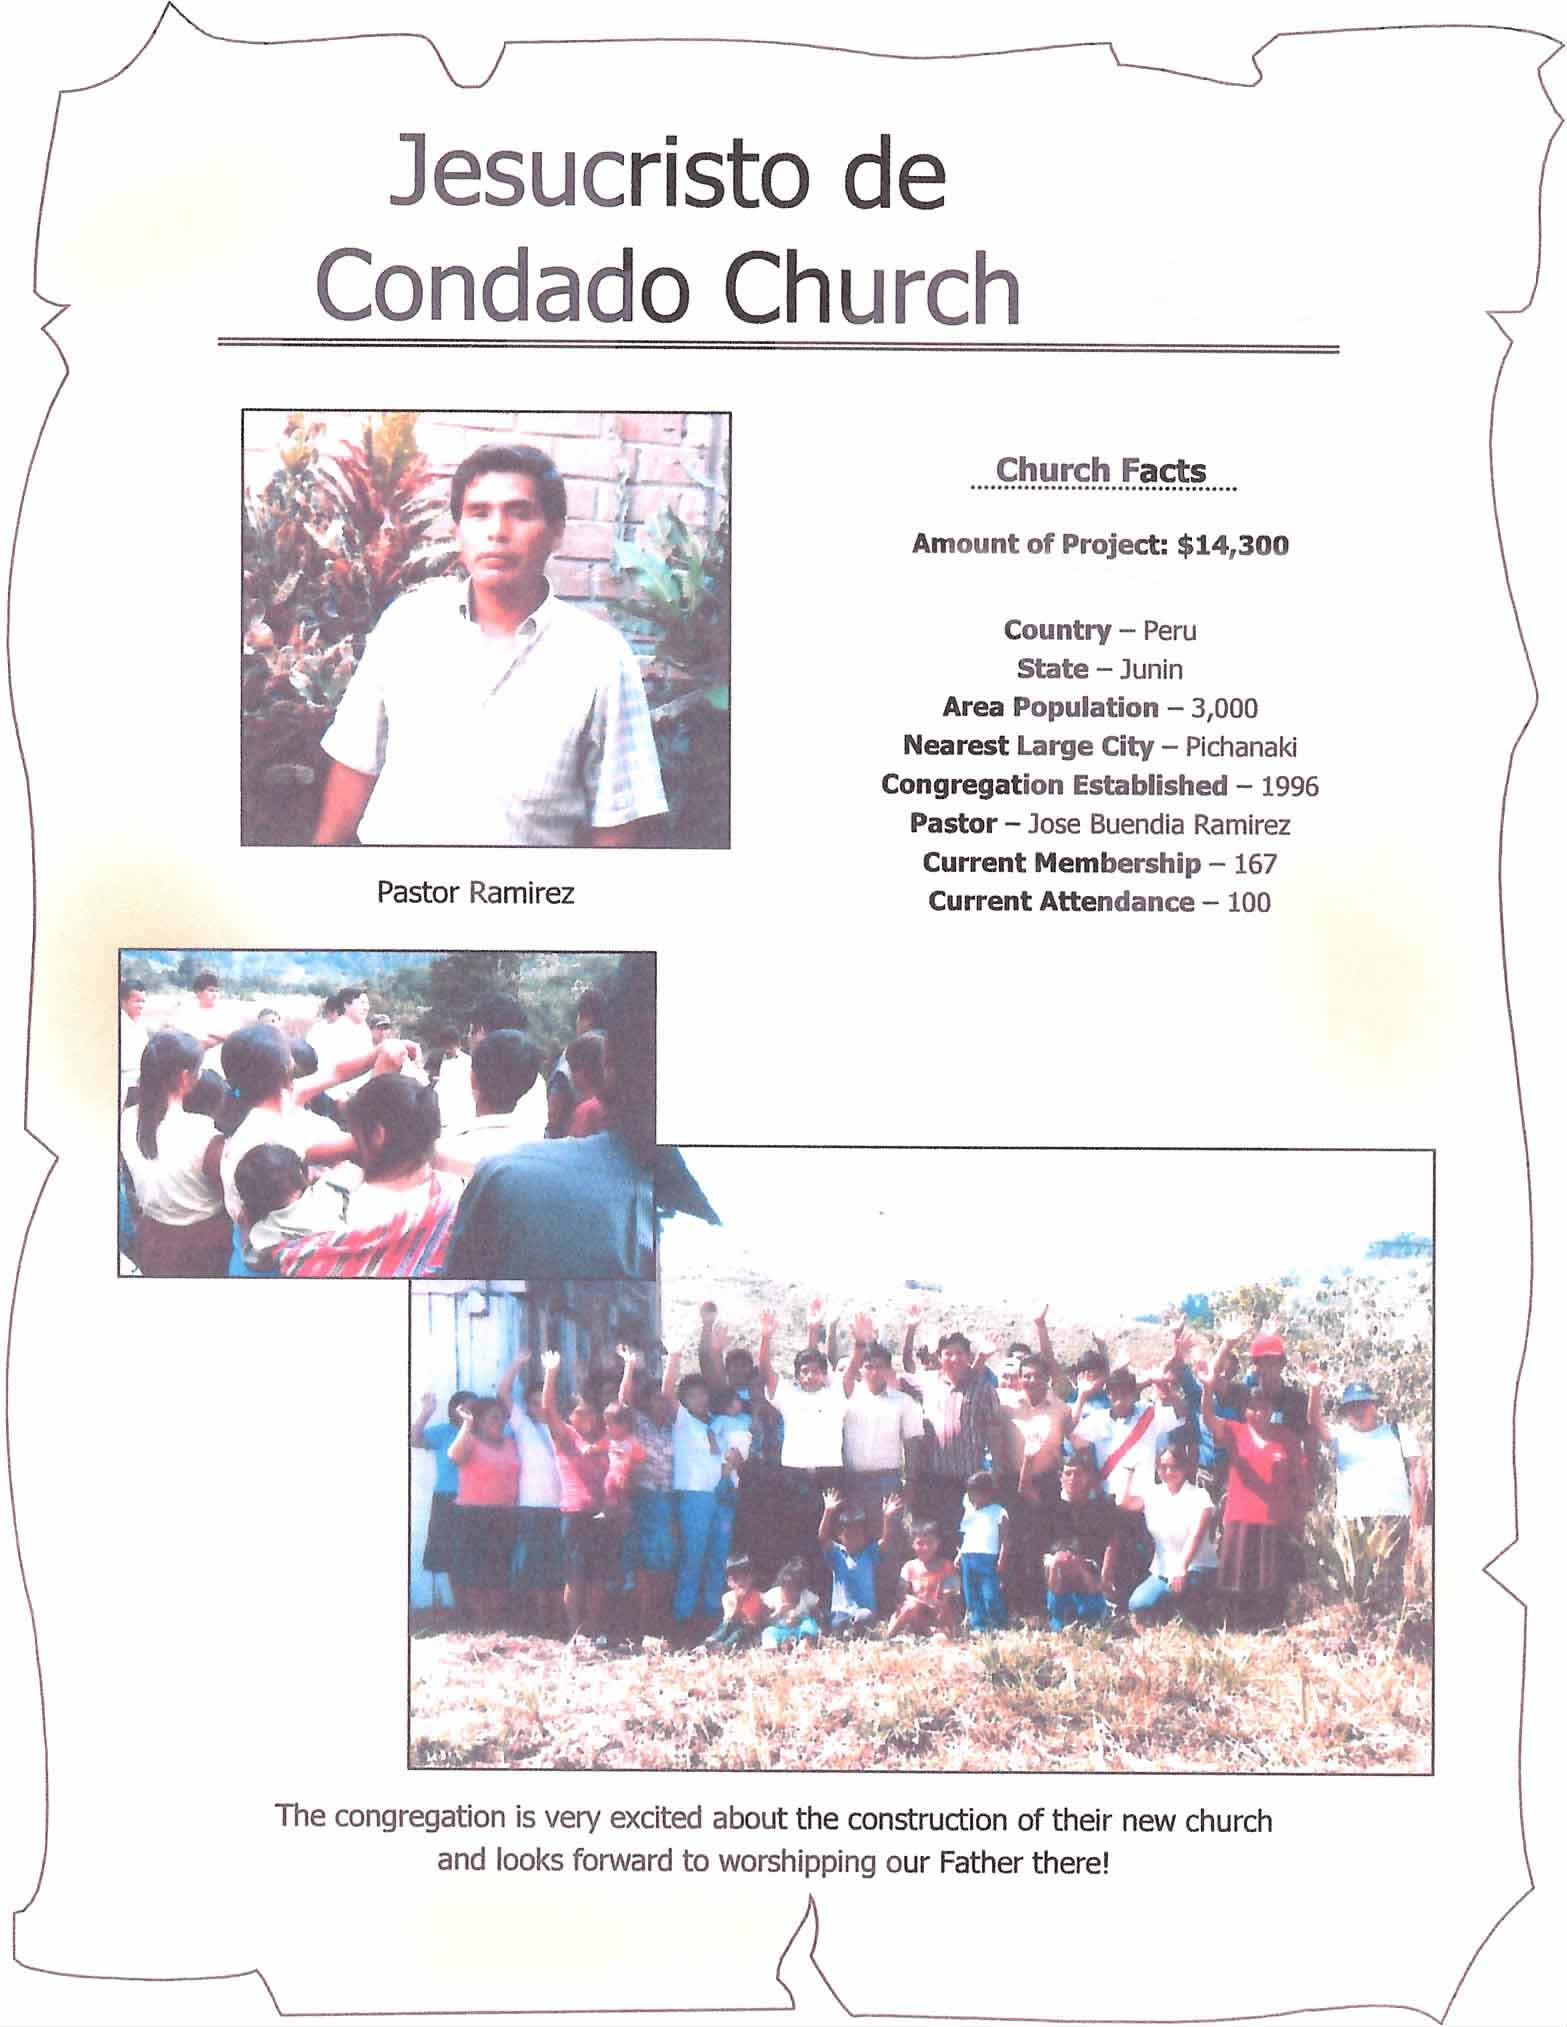 Jesucristo de
Condado Church
Church Facts
Amount of Project: $14,300
Country – Peru
State – Junin
Area Population – 3,000
Nearest Large City – Pichanaki
Congregation Established – 1996
Pastor – Jose Buendia Ramirez
Current Membership – 167
Current Attendance – 100
Pastor Ramirez
The congregation is very excited about the construction of their new church
and looks forward to worshipping our Father there!